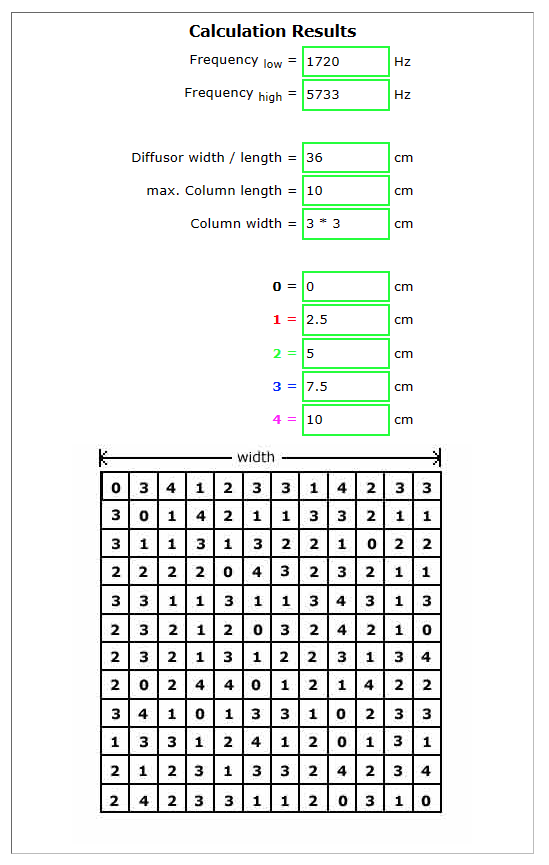 Calculation Results
Frequency low = 1720 Hz
Frequency high = 5733 Hz
Diffusor width / length = 36 cm
max. Column length = 10 cm
Column width = 3 * 3 cm
0 = 0 cm
1 = 2.5 cm
2 = 5 cm
3 = 7.5 cm
4 = 10 cm
width
0 3 4 1 2 3 3 1 4 2 3 3
3 0 1 4 2 1 1 3 3 2 1 1
3 1 1 3 1 3 2 2 1 0 2 2
2 2 2 2 0 4 3 2 3 2 1 1
3 3 1 1 3 1 1 3 4 3 1 3
2 3 2 1 2 0 3 2 4 2 1 0
2 3 2 1 3 1 2 2 3 1 3 4
2 0 2 4 4 0 1 2 1 4 2 2
3 4 1 0 1 3 3 1 0 2 3 3
1 3 3 1 2 4 1 2 0 1 3 1
2 1 2 3 1 3 3 2 4 2 3 4
2 4 2 3 3 1 1 2 0 3 1 0